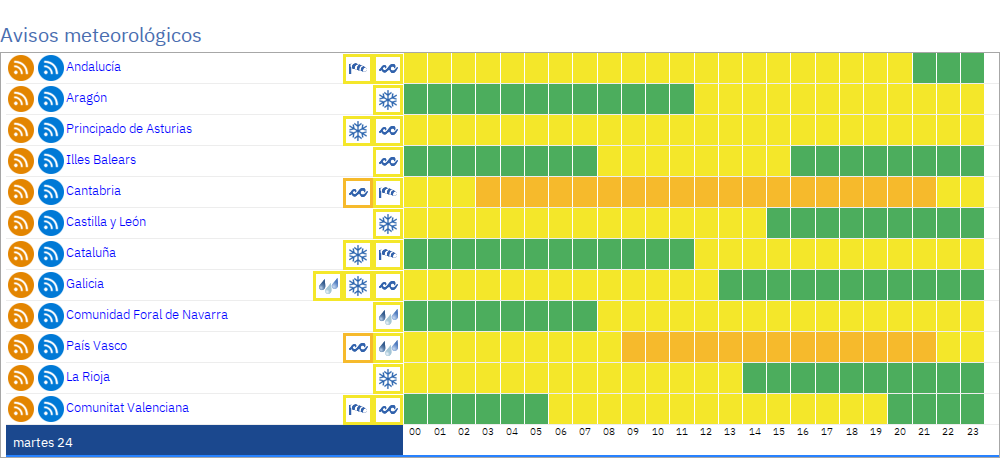 Avisos meteorológicos
Andalucía
Aragón
Principado de Asturias
Illes Balears
Cantabria
Castilla y León
Cataluña
Galicia
Comunidad Foral de Navarra
País Vasco
La Rioja
Comunitat Valenciana
martes 24 00 01 02 03 04 05 06 07 08 09 10 11 12 13 14 15 16 17 18 19 20 21 22 23